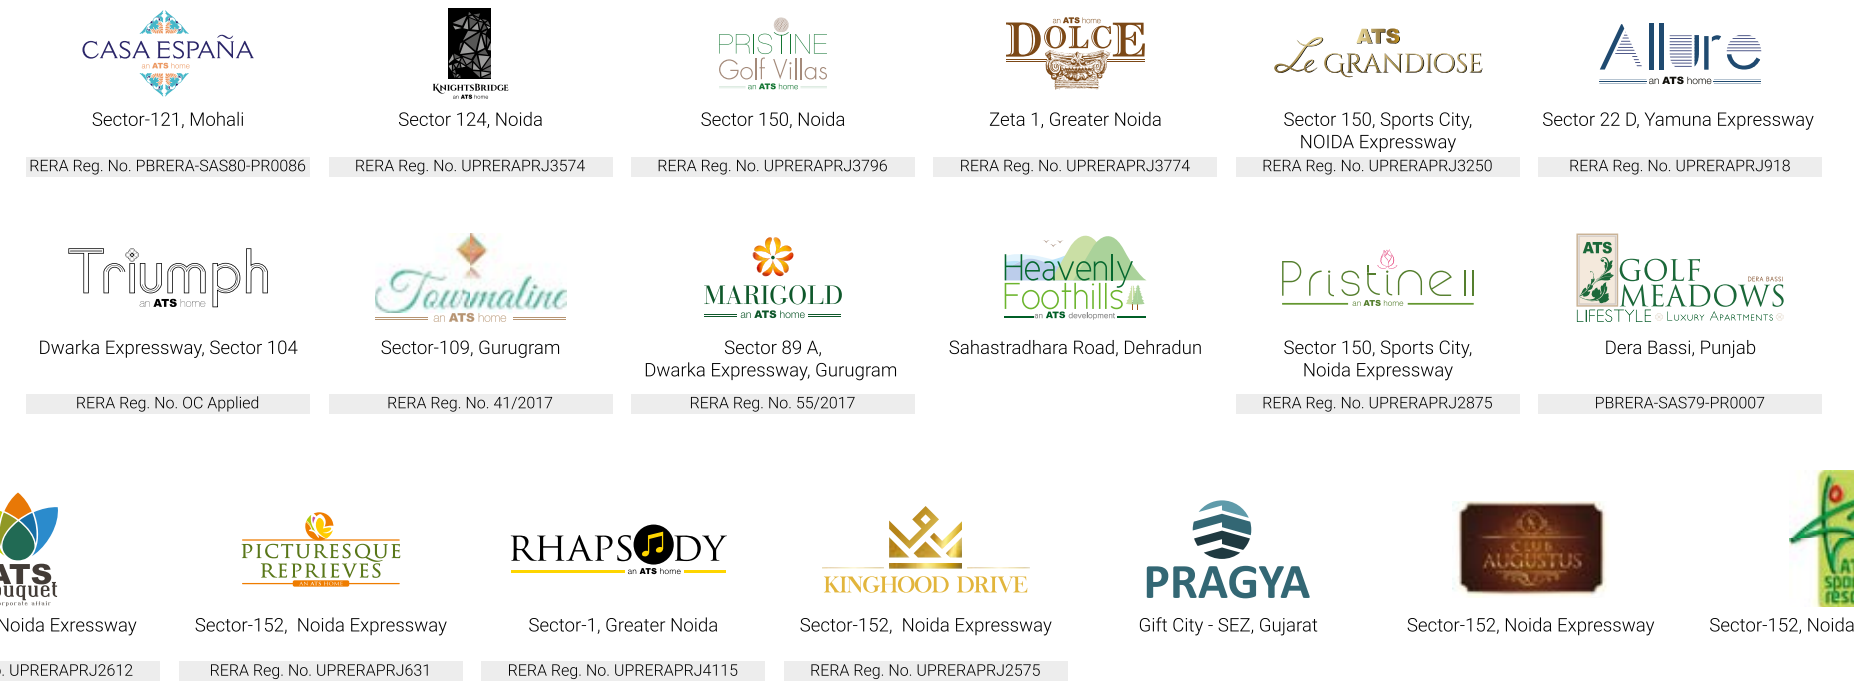 CASA ESPAÑA
an ATS home
Sector-121, Mohali
RERA Reg. No. PBRERA-SAS80-PR0086
KNIGHTSBRIDGE
an ATS home
Sector 124, Noida
RERA Reg. No. UPRERAPRJ3574
PRISTINE
Golf Villas
an ATS home
Sector 150, Noida
RERA Reg. No. UPRERAPRJ3796
an ATS home
DOLCE
Zeta 1, Greater Noida
RERA Reg. No. UPRERAPRJ3774
ATS
Le GRANDIOSE
Sector 150, Sports City,
NOIDA Expressway
RERA Reg. No. UPRERAPRJ3250
Allure
an ATS home
Sector 22 D, Yamuna Expressway
RERA Reg. No. UPRERAPRJ918
Triumph
an ATS home
Dwarka Expressway, Sector 104
RERA Reg. No. OC Applied
Tourmaline
an ATS home
Sector-109, Gurugram
RERA Reg. No. 41/2017
MARIGOLD
an ATS home
Sector 89 A,
Dwarka Expressway, Gurugram
RERA Reg. No. 55/2017
Heavenly
Foothills
an ATS development
Sahastradhara Road, Dehradun
Pristine II
an ATS home
Sector 150, Sports City,
Noida Expressway
RERA Reg. No. UPRERAPRJ2875
ATS
GOLF
DERA BASSI
MEADOWS
LIFESTYLE LUXURY APARTMENTS
Dera Bassi, Punjab
PBRERA-SAS79-PR0007
ATS
Noida Exressway
UPRERAPRJ2612
PICTURESQUE
REPRIEVES
AN ATS HOME
Sector-152, Noida Expressway
RERA Reg. No. UPRERAPRJ631
RHAPSODY
an ATS home
Sector-1, Greater Noida
RERA Reg. No. UPRERAPRJ4115
KINGHOOD DRIVE
Sector-152, Noida Expressway
RERA Reg. No. UPRERAPRJ2575
PRAGYA
Gift City - SEZ, Gujarat
CLUB
AUGUSTUS
Sector-152, Noida Expressway
Sector-152, Noida